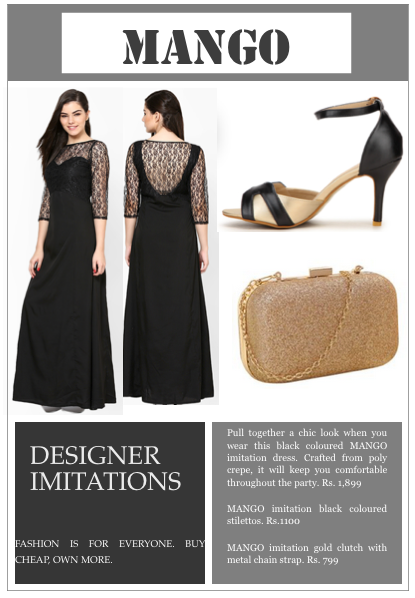 MANGO
DESIGNER
IMITATIONS
FASHION IS FOR EVERYONE. BUY
CHEAP, OWN MORE.
Pull together a chic look when you
wear this black coloured MANGO
imitation dress. Crafted from poly
crepe, it will keep you comfortable
throughout the party. Rs. 1,899
MANGO imitation black coloured
stilettos. Rs.1100
MANGO imitation gold clutch with
metal chain strap. Rs. 799